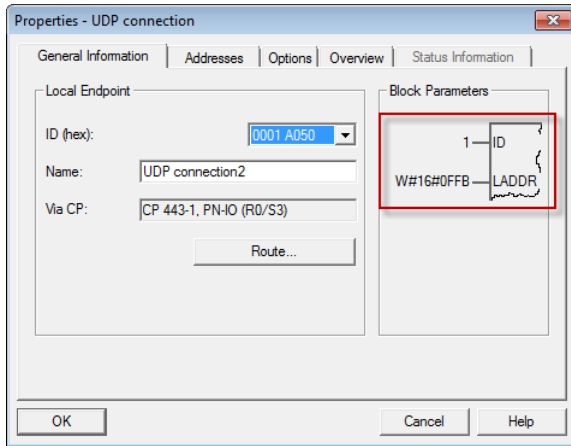 Properties - UDP connection
General Information Addresses Options Overview Status Information
Local Endpoint
ID (hex): 0001 A050
Name: UDP connection2
Via CP: CP 443-1, PN-IO (R0/S3)
Route...
Block Parameters
1 ID
W#16#0FFB LADDR
OK Cancel Help